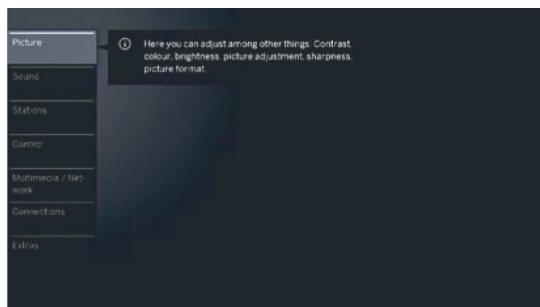 Picture
Here you can adjust among other things: Contrast,
colour, brightness, picture adjustment, sharpness,
picture format.
Sound
Stations
Control
Multimedia / Net-
work
Connections
Extras